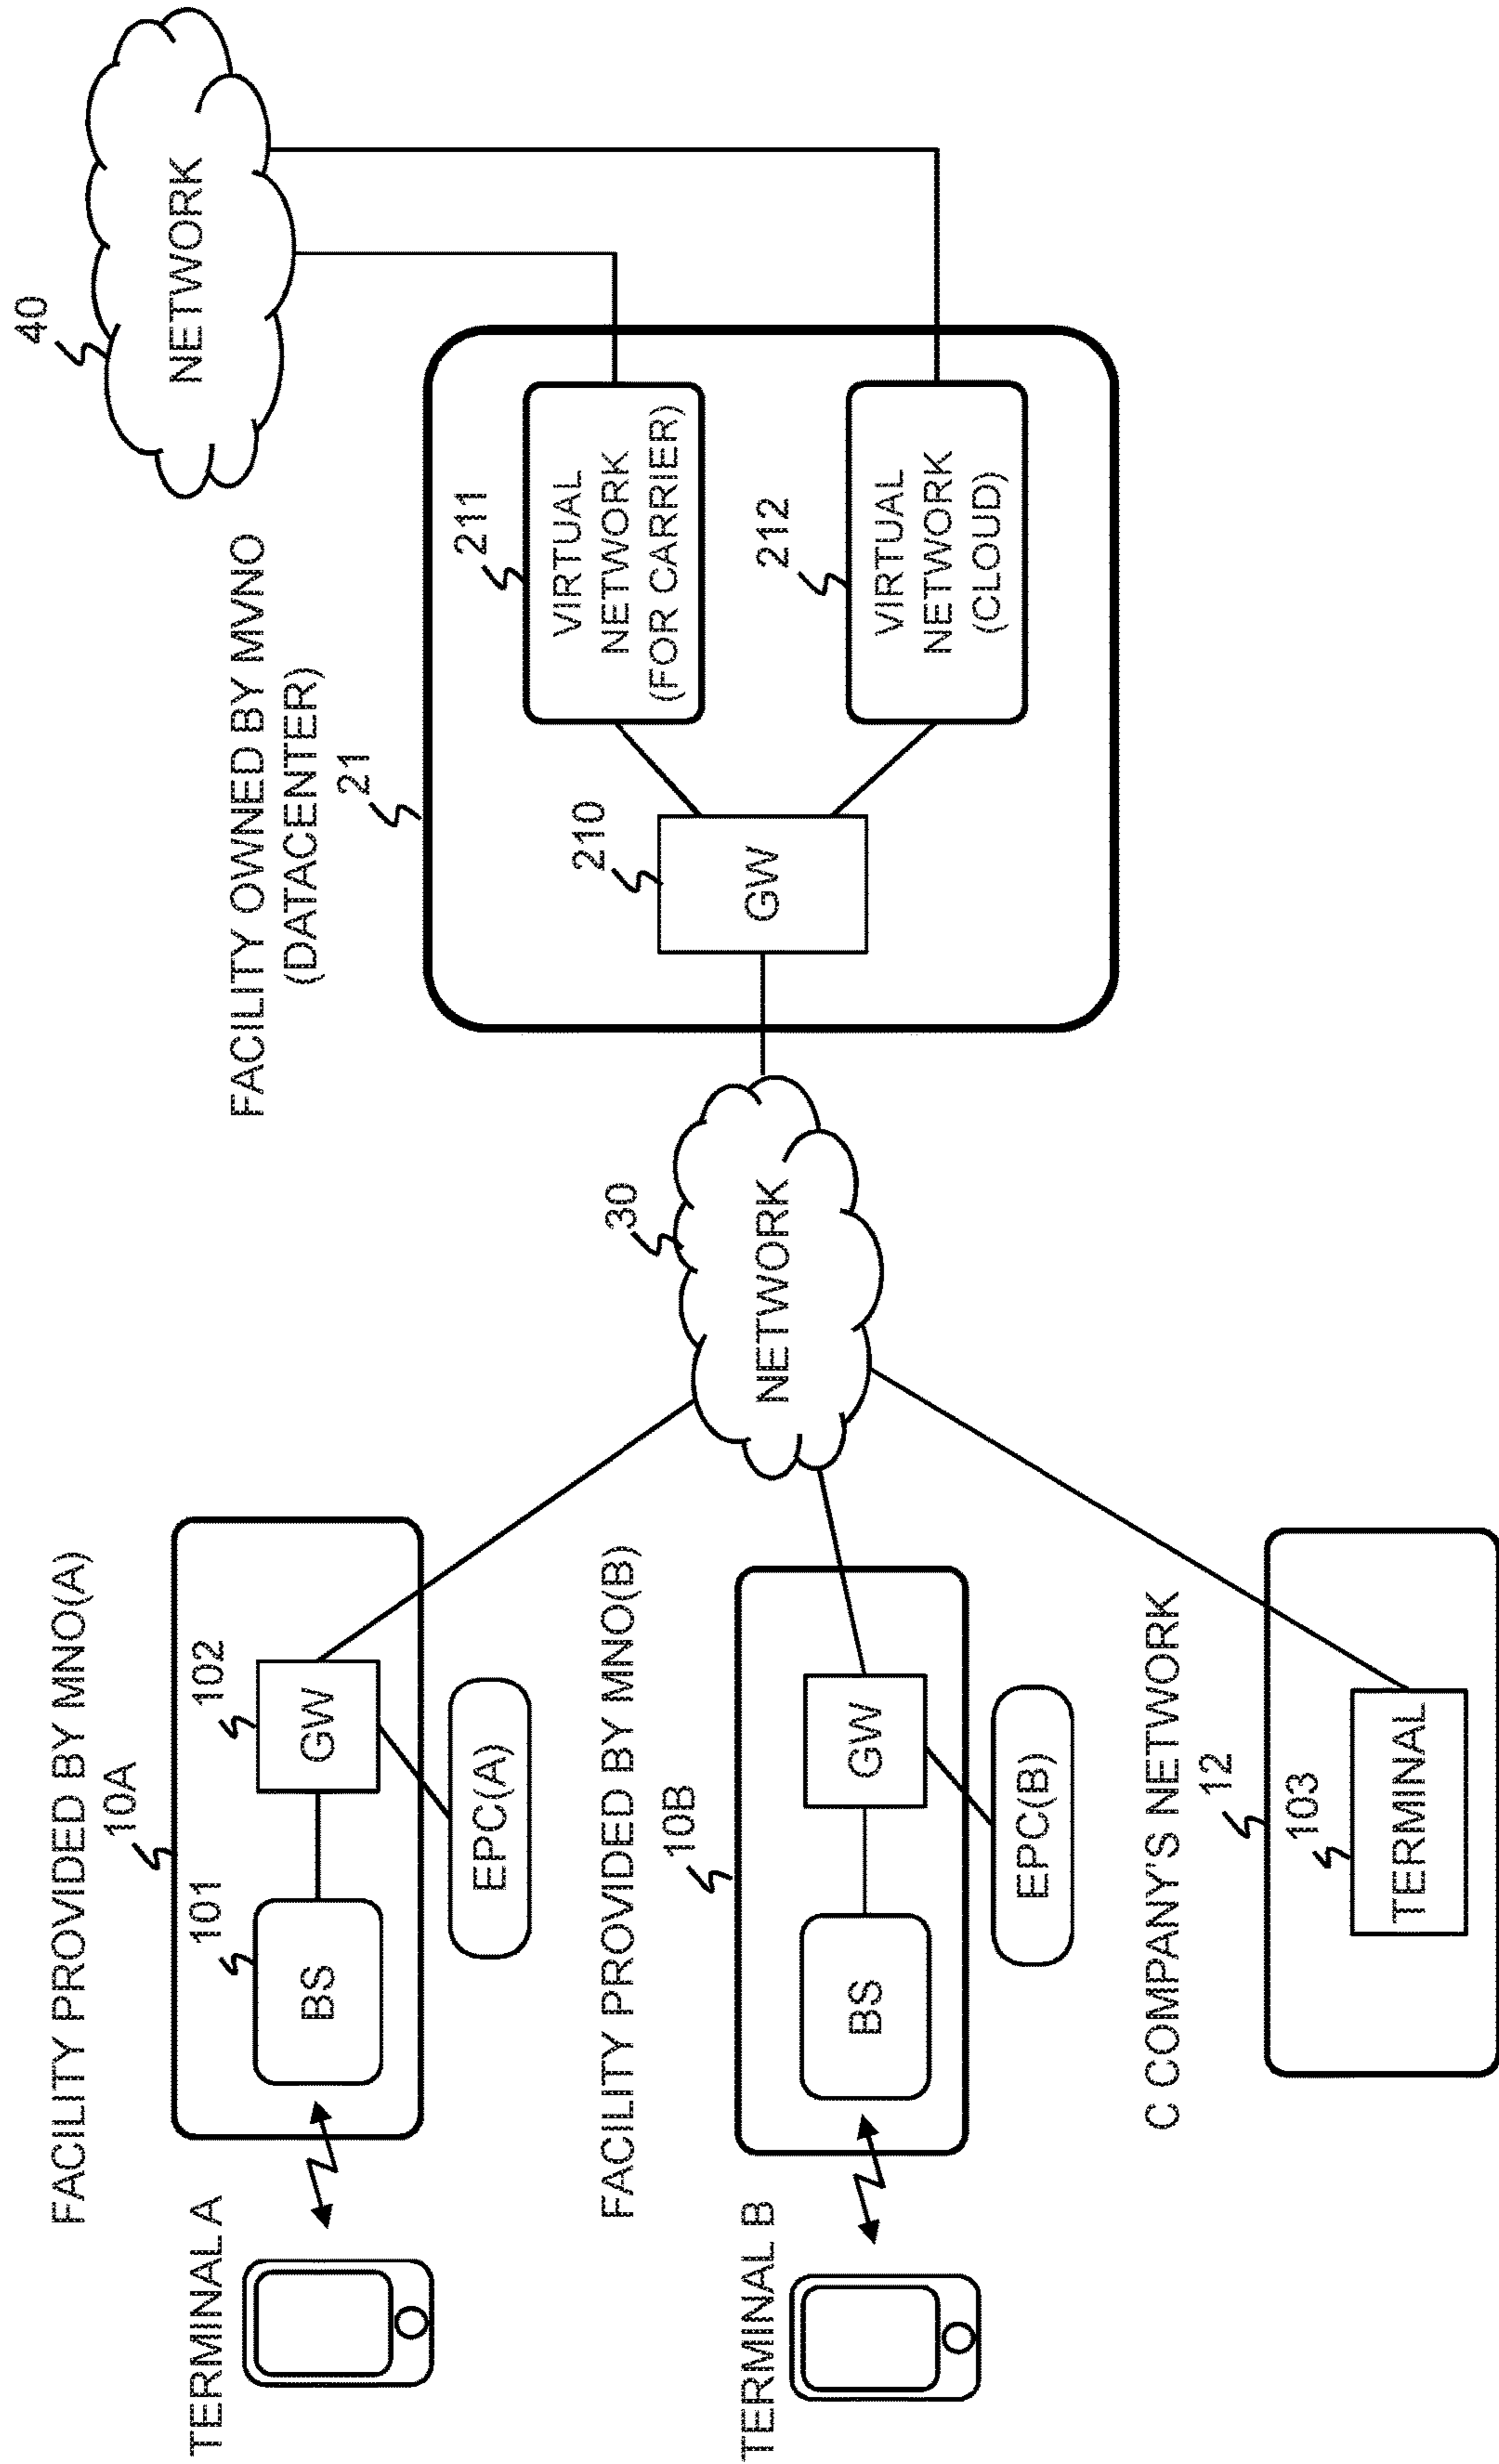 FACILITY PROVIDED BY MNO(A)
10A
TERMINAL A
101
102
BS
GW
EPC(A)
FACILITY PROVIDED BY MNO(B)
10B
TERMINAL B
BS
GW
EPC(B)
C COMPANY'S NETWORK
12
103
TERMINAL
30
NETWORK
FACILITY OWNED BY MVNO
(DATACENTER)
21
210
GW
211
VIRTUAL
NETWORK
(FOR CARRIER)
212
VIRTUAL
NETWORK
(CLOUD)
40
NETWORK